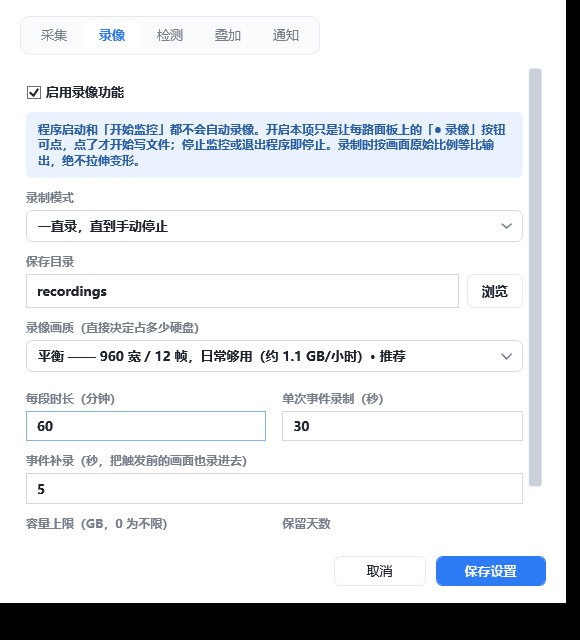 采集 录像 检测 叠加 通知
启用录像功能
程序启动和「开始监控」都不会自动录像。开启本项只是让每路面板上的「● 录像」按钮
可点，点了才开始写文件；停止监控或退出程序即停止。录制时按画面原始比例等比输
出，绝不拉伸变形。
录制模式
一直录，直到手动停止
保存目录
recordings 浏览
录像画质（直接决定占多少硬盘）
平衡 —— 960 宽 / 12 帧，日常够用（约 1.1 GB/小时）· 推荐
每段时长（分钟） 单次事件录制（秒）
60 30
事件补录（秒，把触发前的画面也录进去）
5
容量上限（GB，0 为不限） 保留天数
取消 保存设置